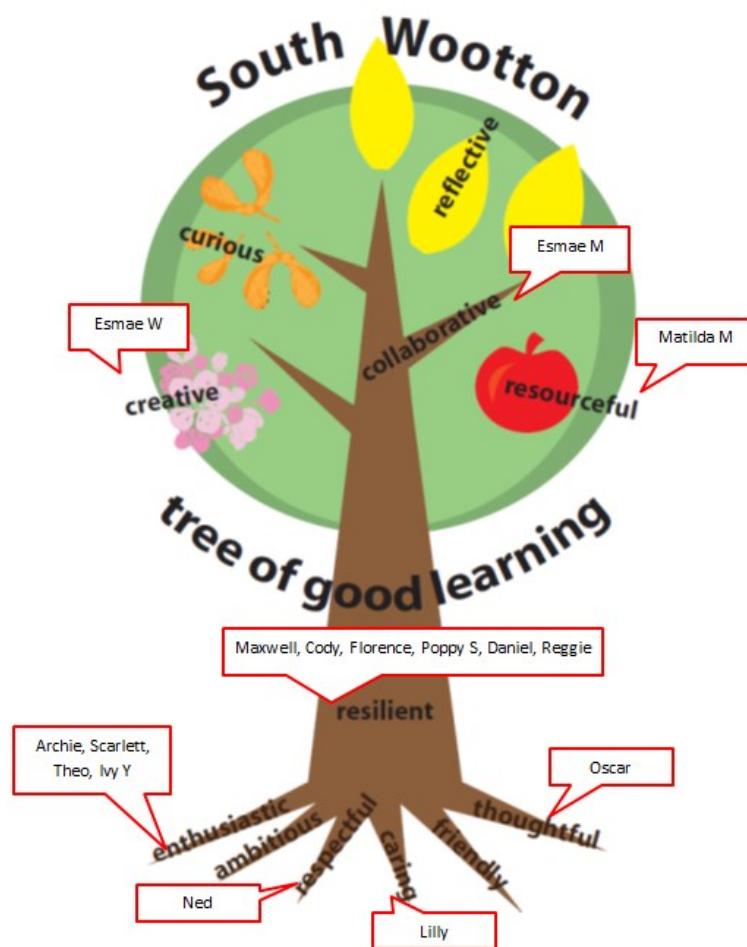 South Wootton
reflective
curious
Esmae M
collaborative
Esmae W
Matilda M
creative
resourceful
tree of good learning
Maxwell, Cody, Florence, Poppy S, Daniel, Reggie
resilient
Archie, Scarlett,
Theo, Ivy Y
Oscar
enthusiastic
ambitious
respectful
caring
friendly
thoughtful
Ned
Lilly